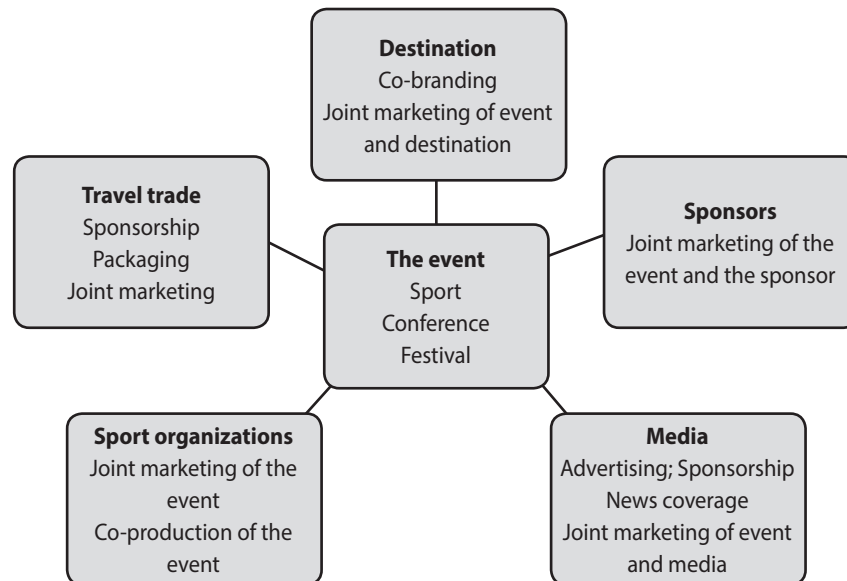 Destination
Co-branding
Joint marketing of event
and destination
Travel trade
Sponsorship
Packaging
Joint marketing
Sponsors
Joint marketing of the
event and the sponsor
The event
Sport
Conference
Festival
Sport organizations
Joint marketing of the
event
Co-production of the
event
Media
Advertising; Sponsorship
News coverage
Joint marketing of event
and media